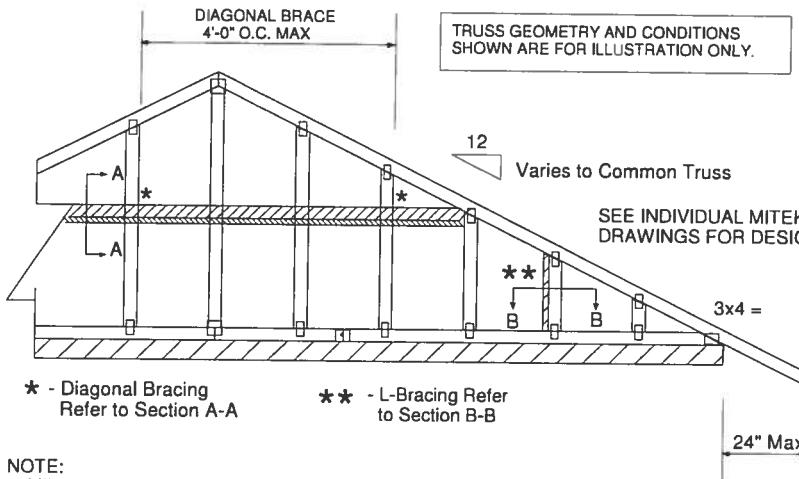 DIAGONAL BRACE
4'-0" O.C. MAX
TRUSS GEOMETRY AND CONDITIONS
SHOWN ARE FOR ILLUSTRATION ONLY.
12
Varies to Common Truss
SEE INDIVIDUAL MITEK
DRAWINGS FOR DESIG
A
*
*
A
**
B
B
3x4 =
* - Diagonal Bracing
Refer to Section A-A
** - L-Bracing Refer
to Section B-B
24" Max
NOTE: